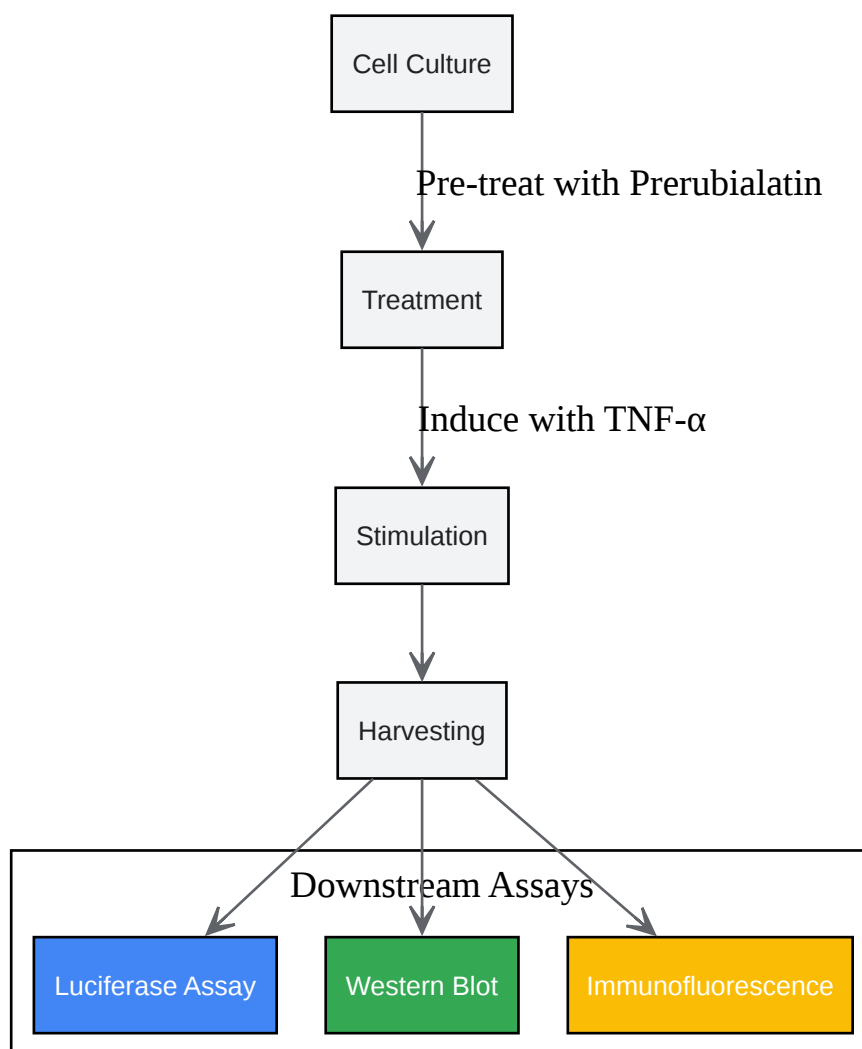 Cell Culture
Pre-treat with Prerubialatin
Treatment
Induce with TNF-α
Stimulation
Harvesting
Downstream Assays
Luciferase Assay
Western Blot
Immunofluorescence